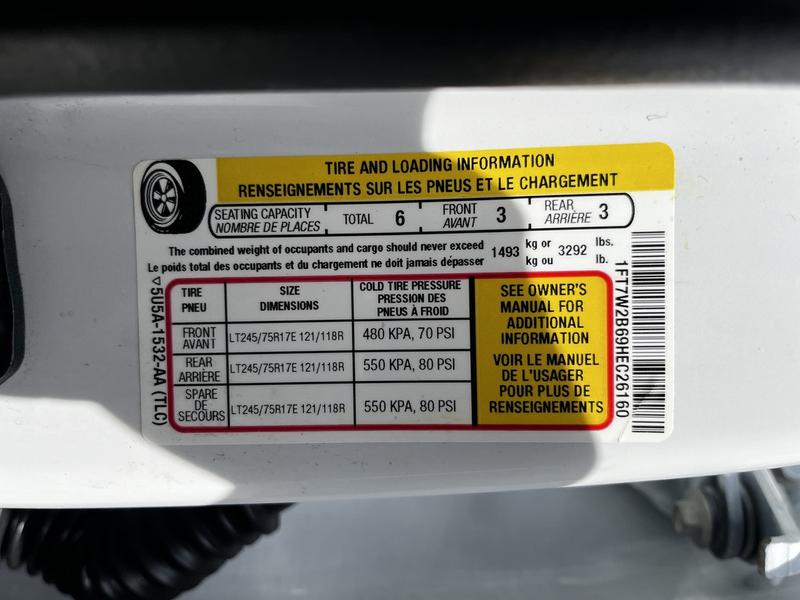 TIRE AND LOADING INFORMATION
RENSEIGNEMENTS SUR LES PNEUS ET LE CHARGEMENT
SEATING CAPACITY
NOMBRE DE PLACES
TOTAL 6
FRONT
AVANT
3
REAR
ARRIÈRE
3
The combined weight of occupants and cargo should never exceed
Le poids total des occupants et du chargement ne doit jamais dépasser
1493
kg or
kg ou
3292
lbs.
lb.
TIRE
PNEU
SIZE
DIMENSIONS
COLD TIRE PRESSURE
PRESSION DES
PNEUS À FROID
FRONT
AVANT
LT245/75R17E 121/118R
480 KPA, 70 PSI
REAR
ARRIÈRE
LT245/75R17E 121/118R
550 KPA, 80 PSI
SPARE
DE
SECOURS
LT245/75R17E 121/118R
550 KPA, 80 PSI
SEE OWNER'S
MANUAL FOR
ADDITIONAL
INFORMATION
VOIR LE MANUEL
DE L'USAGER
POUR PLUS DE
RENSEIGNEMENTS
5U5A-1532-AA (TLC)
1FT7W2B69HEC26160